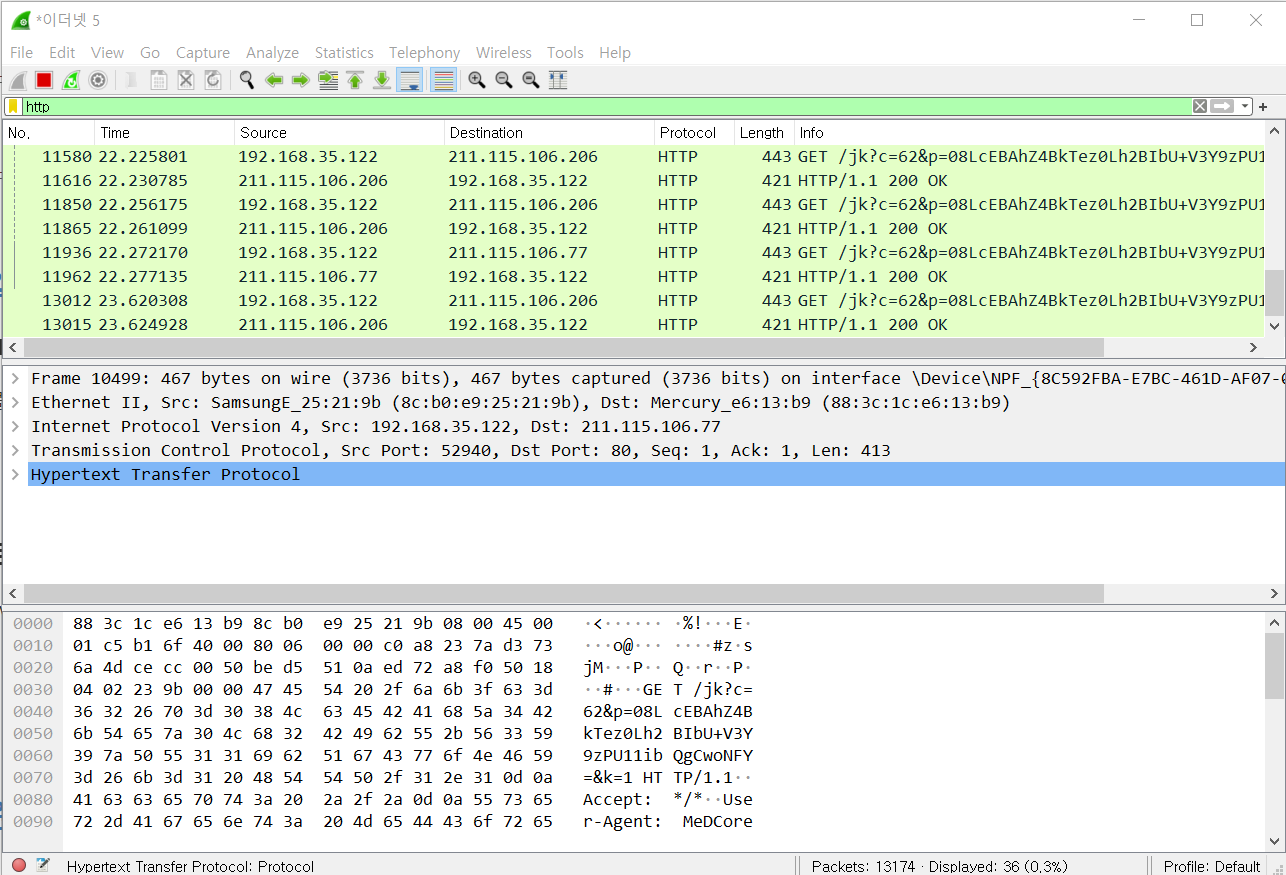 *이더넷 5
File Edit View Go Capture Analyze Statistics Telephony Wireless Tools Help
http
No. Time Source Destination Protocol Length Info
11580 22.225801 192.168.35.122 211.115.106.206 HTTP 443 GET /jk?c=62&p=08LcEBAhZ4BkTez0Lh2BIbU+V3Y9zPU1
11616 22.230785 211.115.106.206 192.168.35.122 HTTP 421 HTTP/1.1 200 OK
11850 22.256175 192.168.35.122 211.115.106.206 HTTP 443 GET /jk?c=62&p=08LcEBAhZ4BkTez0Lh2BIbU+V3Y9zPU1
11865 22.261099 211.115.106.206 192.168.35.122 HTTP 421 HTTP/1.1 200 OK
11936 22.272170 192.168.35.122 211.115.106.77 HTTP 443 GET /jk?c=62&p=08LcEBAhZ4BkTez0Lh2BIbU+V3Y9zPU1
11962 22.277135 211.115.106.77 192.168.35.122 HTTP 421 HTTP/1.1 200 OK
13012 23.620308 192.168.35.122 211.115.106.206 HTTP 443 GET /jk?c=62&p=08LcEBAhZ4BkTez0Lh2BIbU+V3Y9zPU1
13015 23.624928 211.115.106.206 192.168.35.122 HTTP 421 HTTP/1.1 200 OK
Frame 10499: 467 bytes on wire (3736 bits), 467 bytes captured (3736 bits) on interface \Device\NPF_{8C592FBA-E7BC-461D-AF07-
Ethernet II, Src: SamsungE_25:21:9b (8c:b0:e9:25:21:9b), Dst: Mercury_e6:13:b9 (88:3c:1c:e6:13:b9)
Internet Protocol Version 4, Src: 192.168.35.122, Dst: 211.115.106.77
Transmission Control Protocol, Src Port: 52940, Dst Port: 80, Seq: 1, Ack: 1, Len: 413
Hypertext Transfer Protocol
0000 88 3c 1c e6 13 b9 8c b0 e9 25 21 9b 08 00 45 00 ·<······ ·%!···E·
0010 01 c5 b1 6f 40 00 80 06 00 00 c0 a8 23 7a d3 73 ···o@··· ····#z·s
0020 6a 4d ce cc 00 50 be d5 51 0a ed 72 a8 f0 50 18 jM···P·· Q··r··P·
0030 04 02 23 9b 00 00 47 45 54 20 2f 6a 6b 3f 63 3d ··#···GE T /jk?c=
0040 36 32 26 70 3d 30 38 4c 63 45 42 41 68 5a 34 42 62&p=08L cEBAhZ4B
0050 6b 54 65 7a 30 4c 68 32 42 49 62 55 2b 56 33 59 kTez0Lh2 BIbU+V3Y
0060 39 7a 50 55 31 31 69 62 51 67 43 77 6f 4e 46 59 9zPU11ib QgCwoNFY
0070 3d 26 6b 3d 31 20 48 54 54 50 2f 31 2e 31 0d 0a =&k=1 HT TP/1.1··
0080 41 63 63 65 70 74 3a 20 2a 2f 2a 0d 0a 55 73 65 Accept: */*··Use
0090 72 2d 41 67 65 6e 74 3a 20 4d 65 44 43 6f 72 65 r-Agent: MeDCore
Hypertext Transfer Protocol: Protocol Packets: 13174 · Displayed: 36 (0,3%) Profile: Default